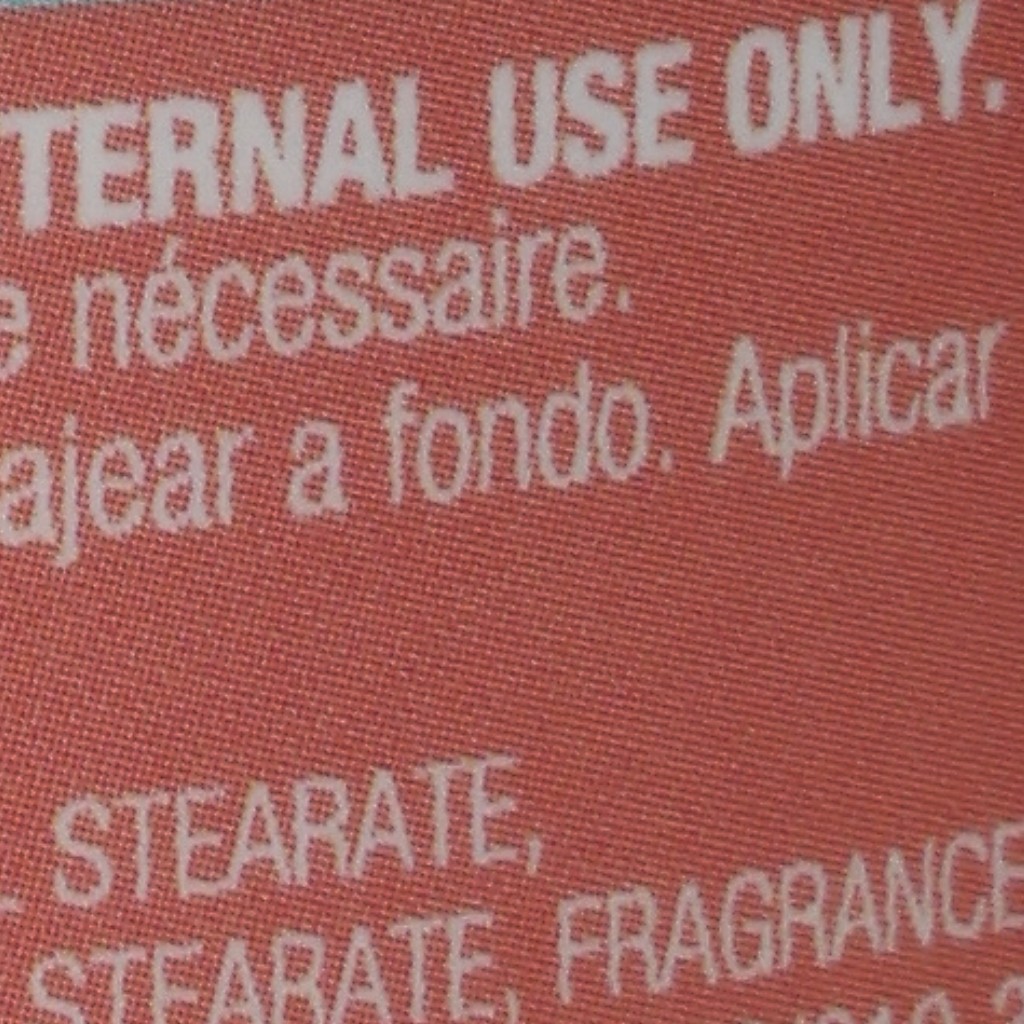 TERNAL USE ONLY.
e nécessaire.
ajear a fondo. Aplicar
STEARATE,
STEARATE, FRAGRANCE